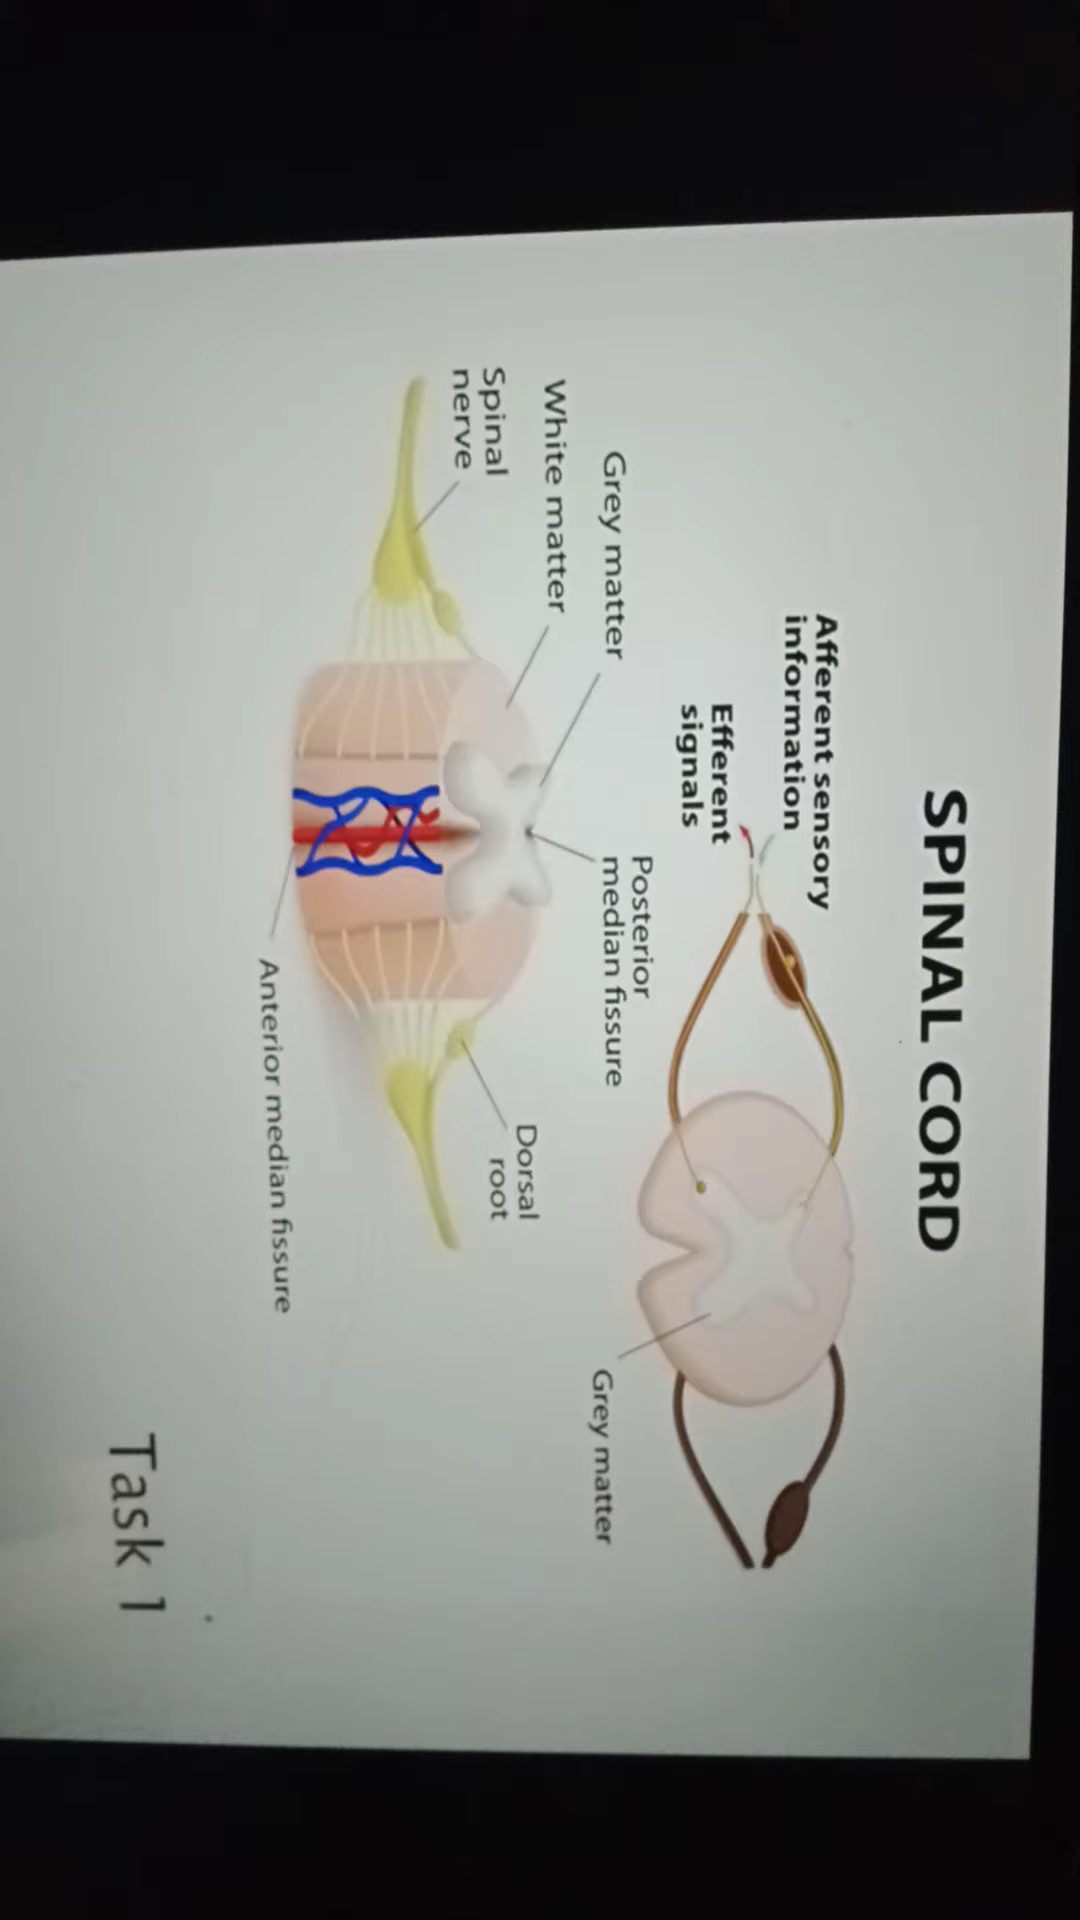 SPINAL CORD
Afferent sensory
information
Efferent
signals
Grey matter
Posterior
median fissure
Grey matter
White matter
Spinal
nerve
Dorsal
root
Anterior median fissure
Task 1